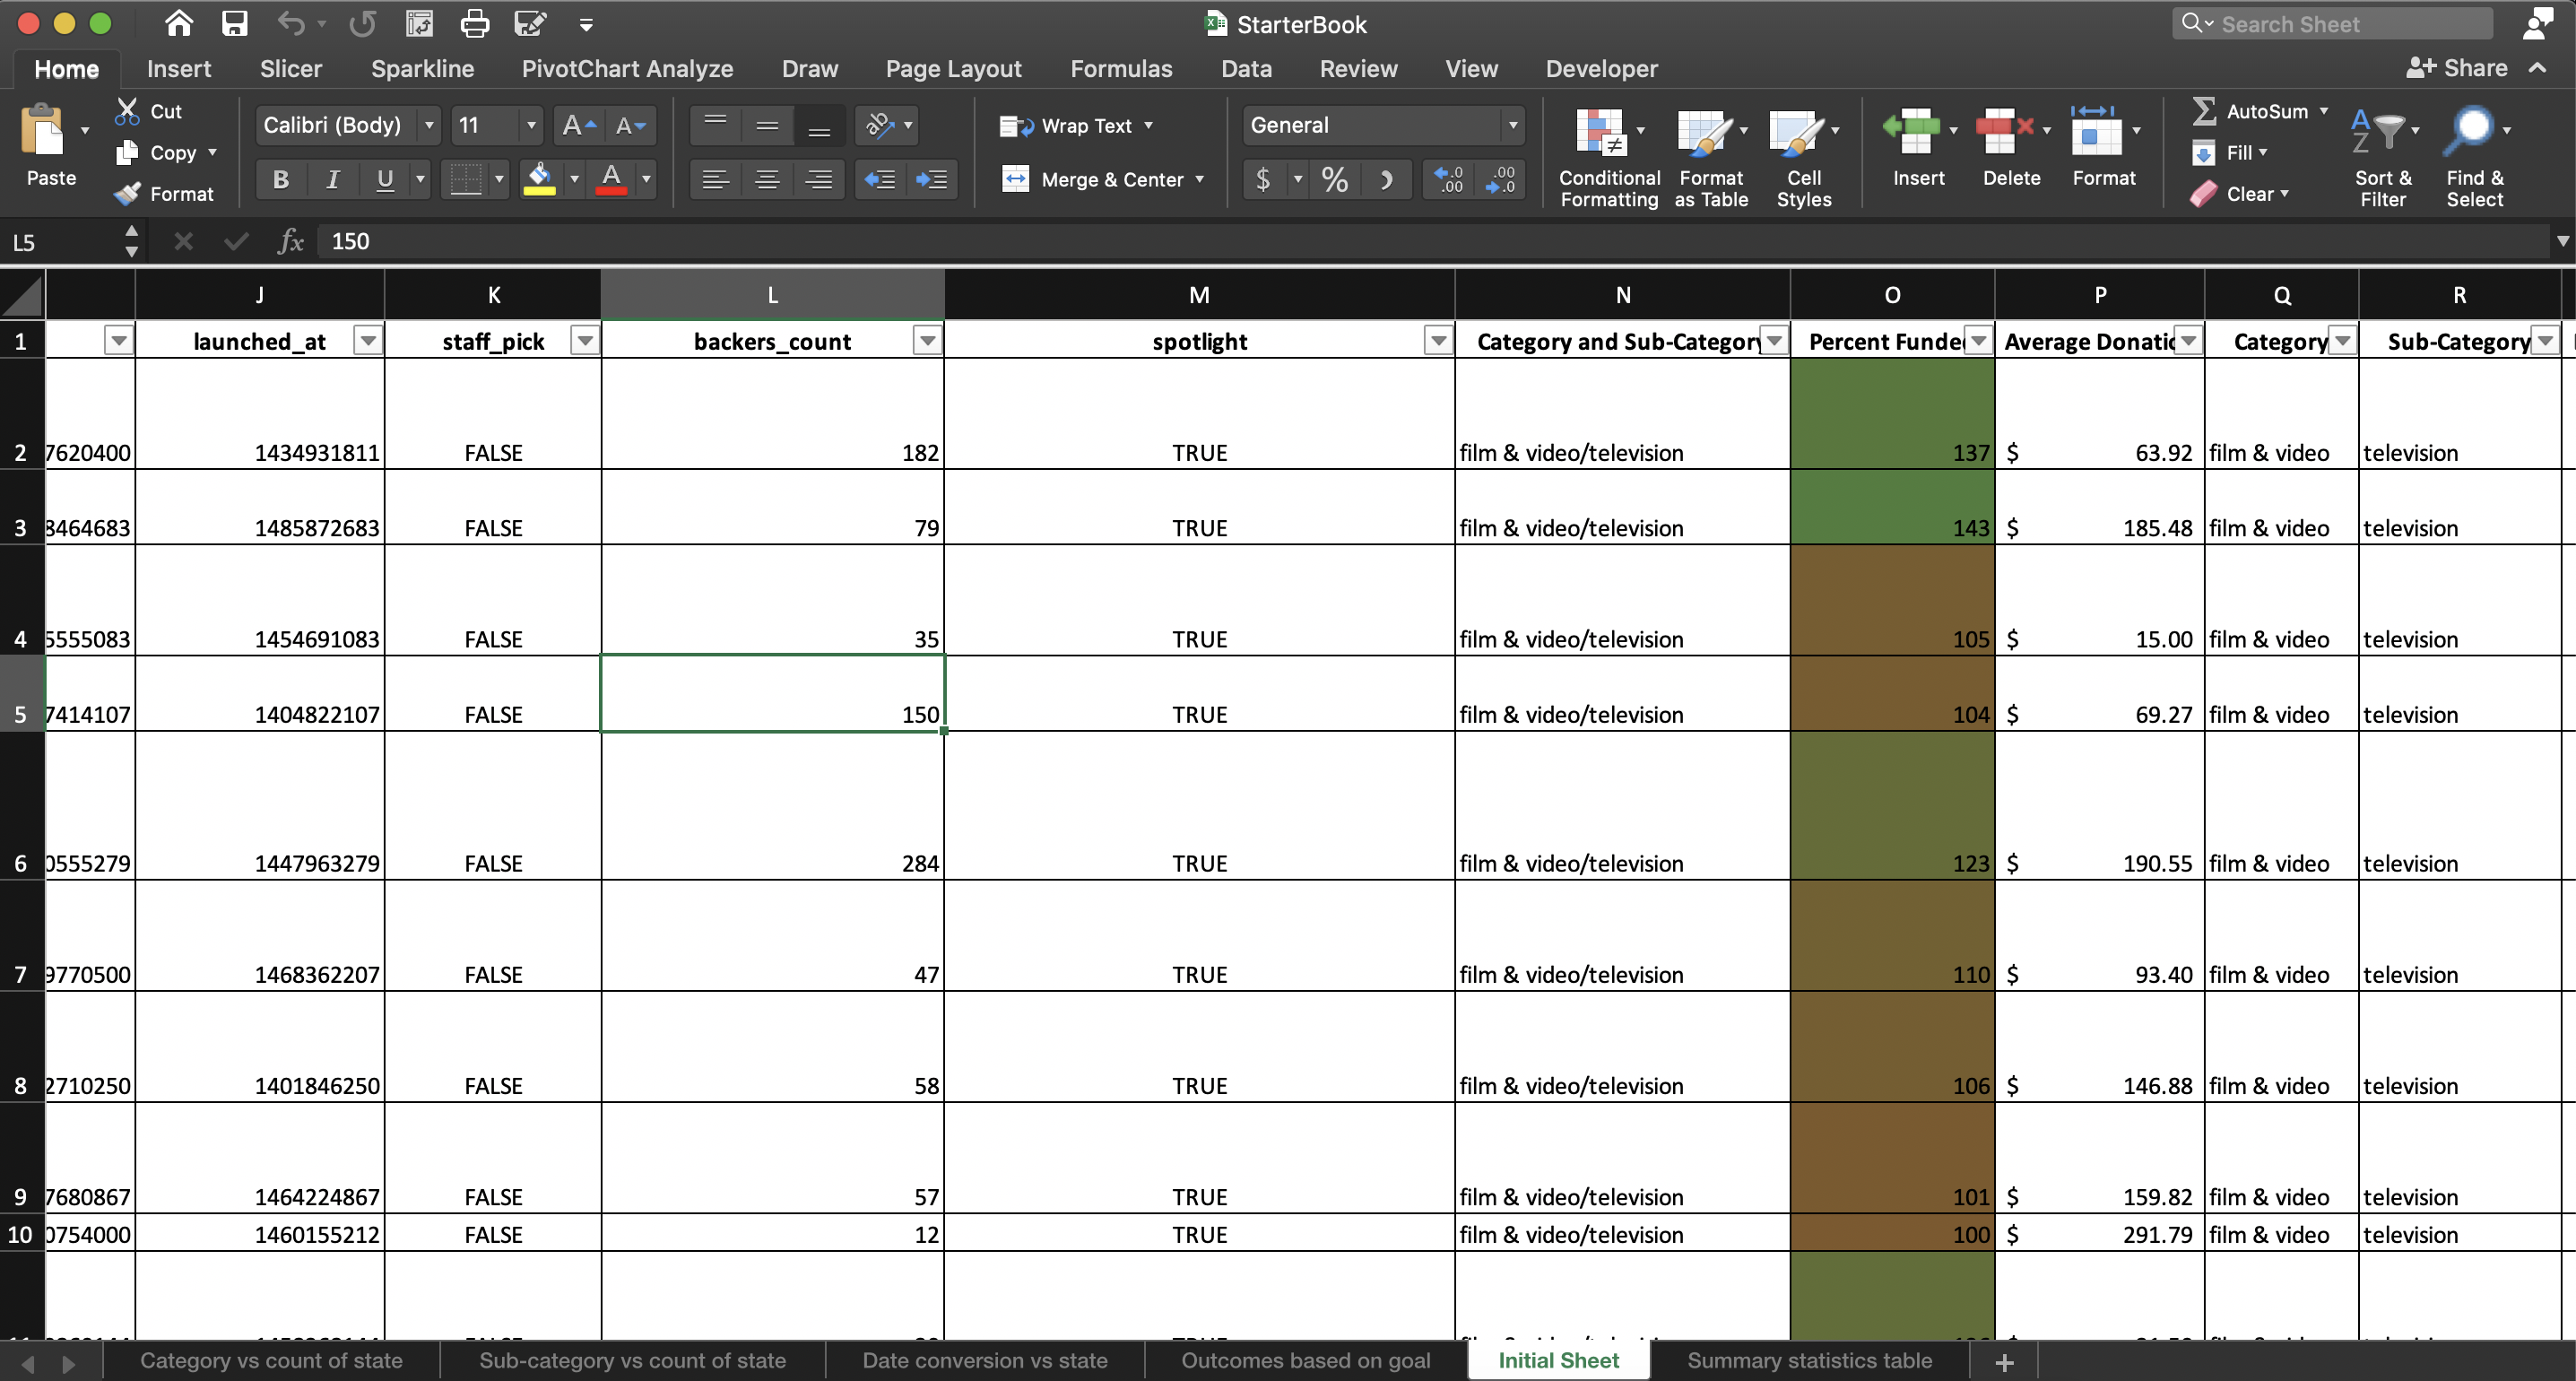 StarterBook
Search Sheet
Home Insert Slicer Sparkline PivotChart Analyze Draw Page Layout Formulas Data Review View Developer Share
Paste
Cut
Copy
Format
Calibri (Body) 11
B I U
Wrap Text
Merge & Center
General
$ % .0 .00 .00 .0
Conditional Formatting
Format as Table
Cell Styles
Insert
Delete
Format
AutoSum
Fill
Clear
Sort & Filter
Find & Select
L5 fx 150
J K L M N O P Q R
1 launched_at staff_pick backers_count spotlight Category and Sub-Category Percent Funde Average Donatic Category Sub-Category
2 7620400 1434931811 FALSE 182 TRUE film & video/television 137 $ 63.92 film & video television
3 8464683 1485872683 FALSE 79 TRUE film & video/television 143 $ 185.48 film & video television
4 5555083 1454691083 FALSE 35 TRUE film & video/television 105 $ 15.00 film & video television
5 7414107 1404822107 FALSE 150 TRUE film & video/television 104 $ 69.27 film & video television
6 0555279 1447963279 FALSE 284 TRUE film & video/television 123 $ 190.55 film & video television
7 9770500 1468362207 FALSE 47 TRUE film & video/television 110 $ 93.40 film & video television
8 2710250 1401846250 FALSE 58 TRUE film & video/television 106 $ 146.88 film & video television
9 7680867 1464224867 FALSE 57 TRUE film & video/television 101 $ 159.82 film & video television
10 0754000 1460155212 FALSE 12 TRUE film & video/television 100 $ 291.79 film & video television
Category vs count of state Sub-category vs count of state Date conversion vs state Outcomes based on goal Initial Sheet Summary statistics table +